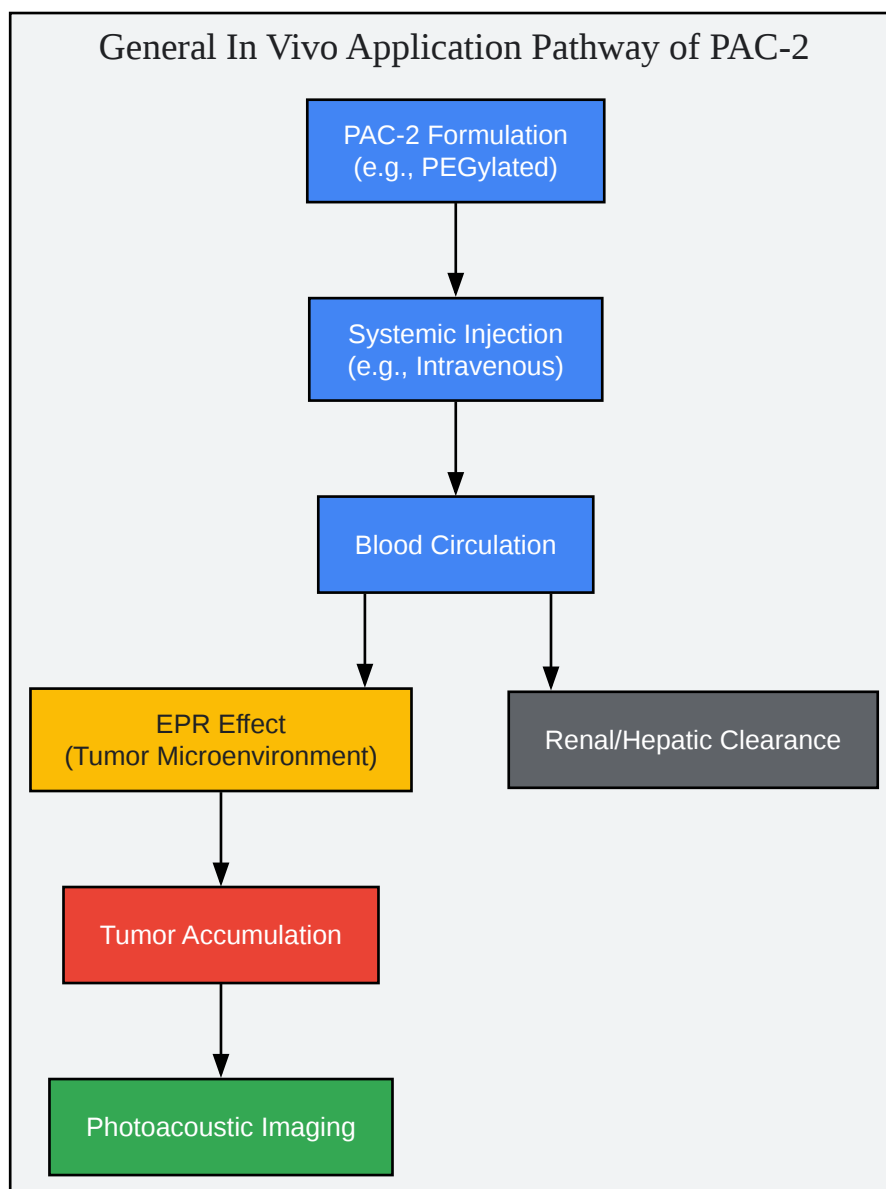 General In Vivo Application Pathway of PAC-2
PAC-2 Formulation
(e.g., PEGylated)
Systemic Injection
(e.g., Intravenous)
Blood Circulation
EPR Effect
(Tumor Microenvironment)
Renal/Hepatic Clearance
Tumor Accumulation
Photoacoustic Imaging